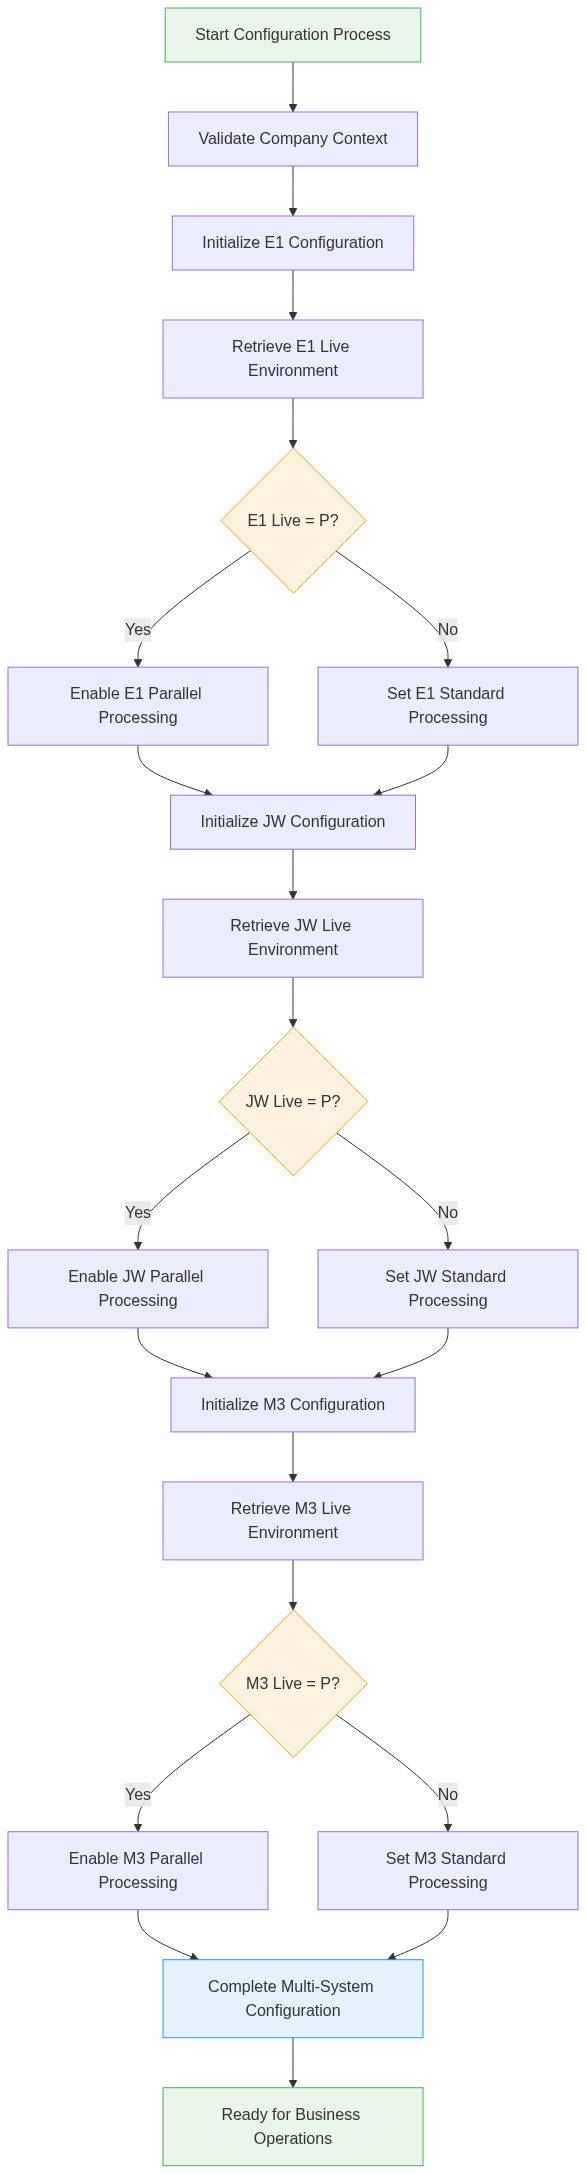 Start Configuration Process
Validate Company Context
Initialize E1 Configuration
Retrieve E1 Live
Environment
E1 Live = P?
Yes
No
Enable E1 Parallel
Processing
Set E1 Standard
Processing
Initialize JW Configuration
Retrieve JW Live
Environment
JW Live = P?
Yes
No
Enable JW Parallel
Processing
Set JW Standard
Processing
Initialize M3 Configuration
Retrieve M3 Live
Environment
M3 Live = P?
Yes
No
Enable M3 Parallel
Processing
Set M3 Standard
Processing
Complete Multi-System
Configuration
Ready for Business
Operations